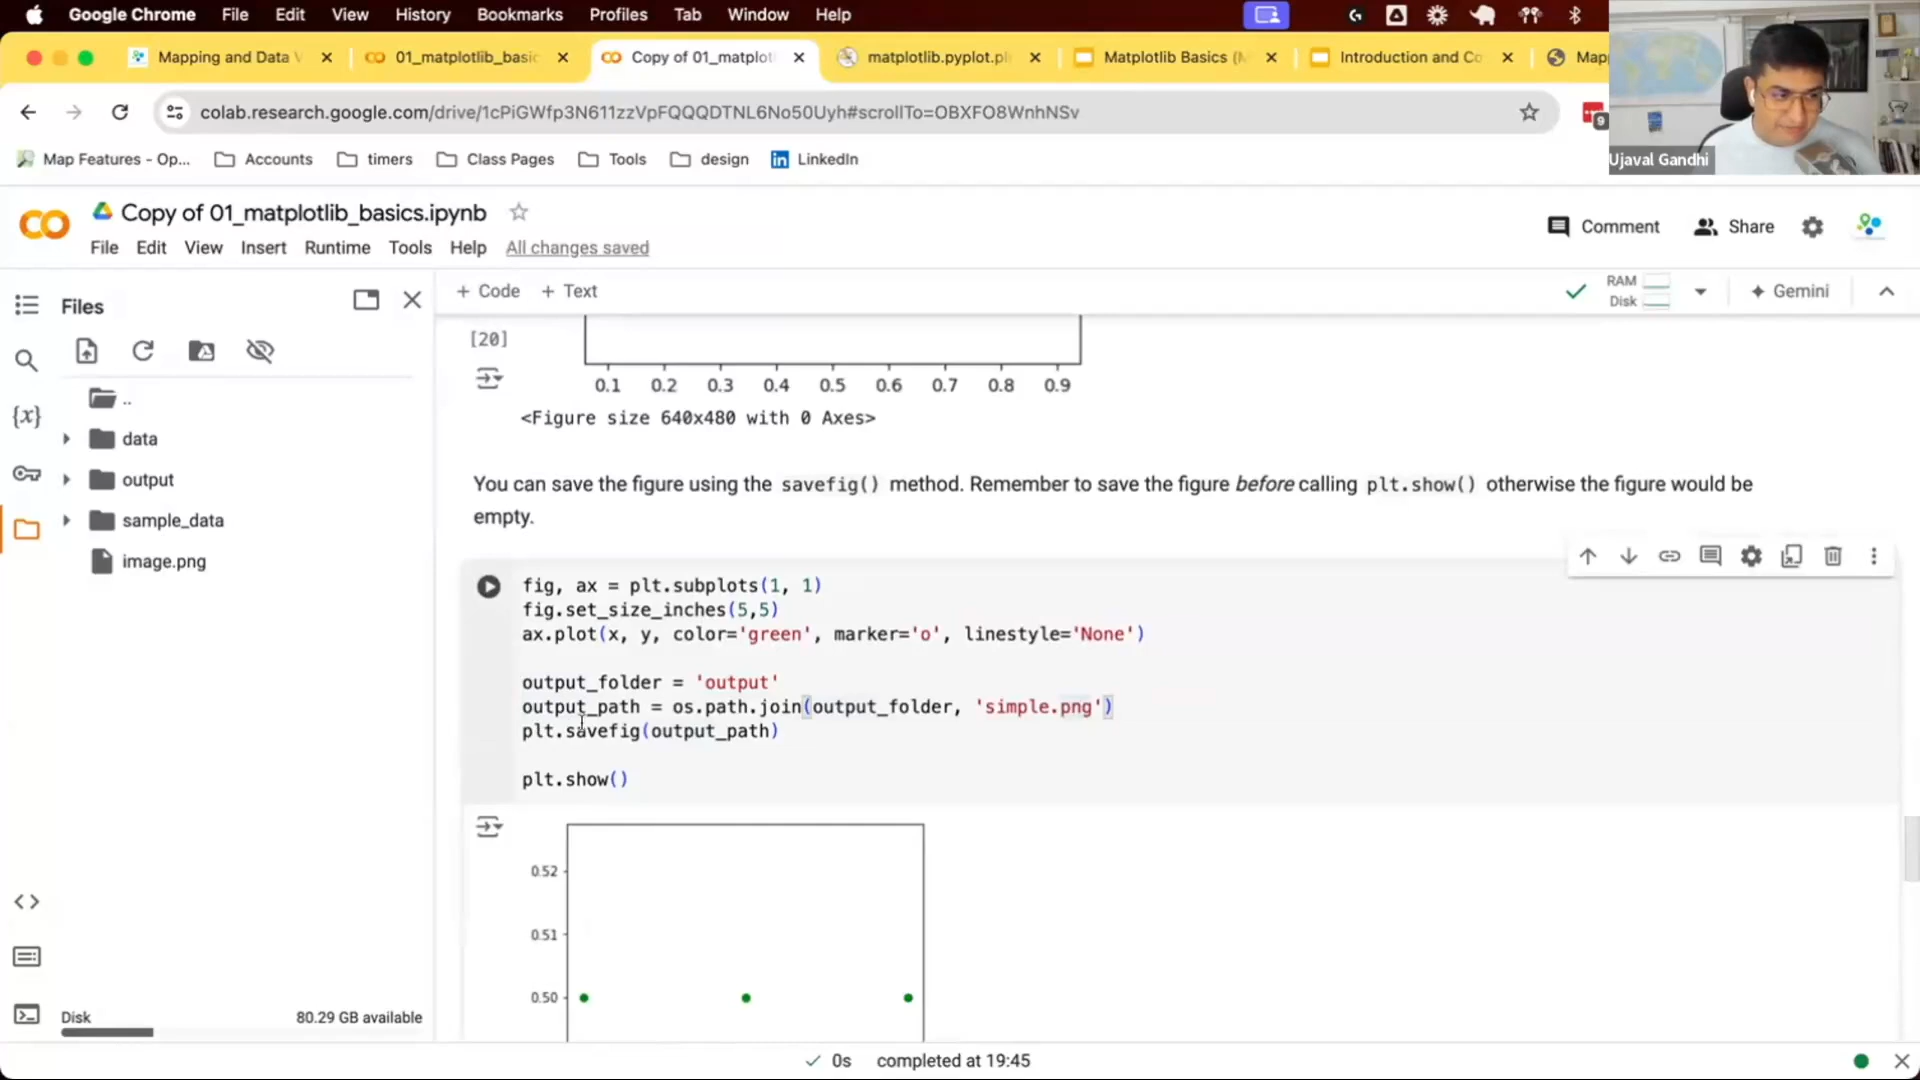 Google Chrome File Edit View History Bookmarks Profiles Tab Window Help
Mapping and Data V
01_matplotlib_basic
Copy of 01_matplot
matplotlib.pyplot.pl
Matplotlib Basics (M
Introduction and Co
Map
colab.research.google.com/drive/1cPiGWfp3N611zzVpFQQQDTNL6No50Uyh#scrollTo=OBXFO8WnhNSv
9
Map Features - Op...
Accounts
timers
Class Pages
Tools
design
LinkedIn
Ujaval Gandhi
Copy of 01_matplotlib_basics.ipynb
File Edit View Insert Runtime Tools Help All changes saved
Comment
Share
Files
+ Code + Text
RAM
Disk
Gemini
..
data
output
sample_data
image.png
[20]
0.1 0.2 0.3 0.4 0.5 0.6 0.7 0.8 0.9
<Figure size 640x480 with 0 Axes>
You can save the figure using the savefig() method. Remember to save the figure before calling plt.show() otherwise the figure would be
empty.
fig, ax = plt.subplots(1, 1)
fig.set_size_inches(5,5)
ax.plot(x, y, color='green', marker='o', linestyle='None')
output_folder = 'output'
output_path = os.path.join(output_folder, 'simple.png')
plt.savefig(output_path)
plt.show()
0.52
0.51
0.50
Disk 80.29 GB available
0s completed at 19:45